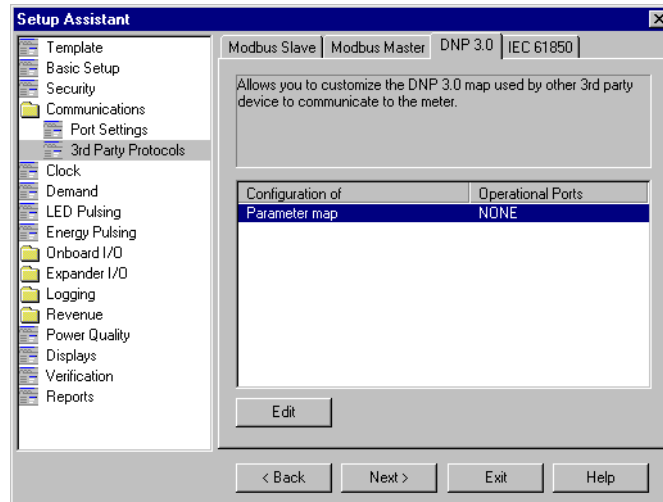 Setup Assistant
Template
Basic Setup
Security
Communications
Port Settings
3rd Party Protocols
Clock
Demand
LED Pulsing
Energy Pulsing
Onboard I/O
Expander I/O
Logging
Revenue
Power Quality
Displays
Verification
Reports
Modbus Slave Modbus Master DNP 3.0 IEC 61850
Allows you to customize the DNP 3.0 map used by other 3rd party
device to communicate to the meter.
Configuration of Operational Ports
Parameter map NONE
Edit
< Back Next > Exit Help